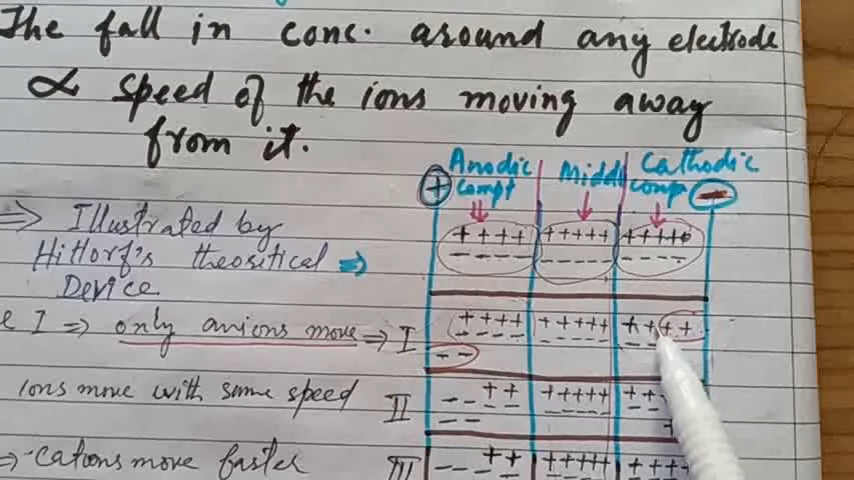 The fall in conc. around any electrode
∝ speed of the ions moving away
from it.
+ Anodic compt Middl Cathodic comp −
⇒ Illustrated by
Hittorf's theoritical ⇒
Device
+ + + + + + + + + + + + +
− − − − − − − − − − − − −
e I ⇒ only anions move ⇒ I
Ions move with same speed II
⇒ Cations move faster III